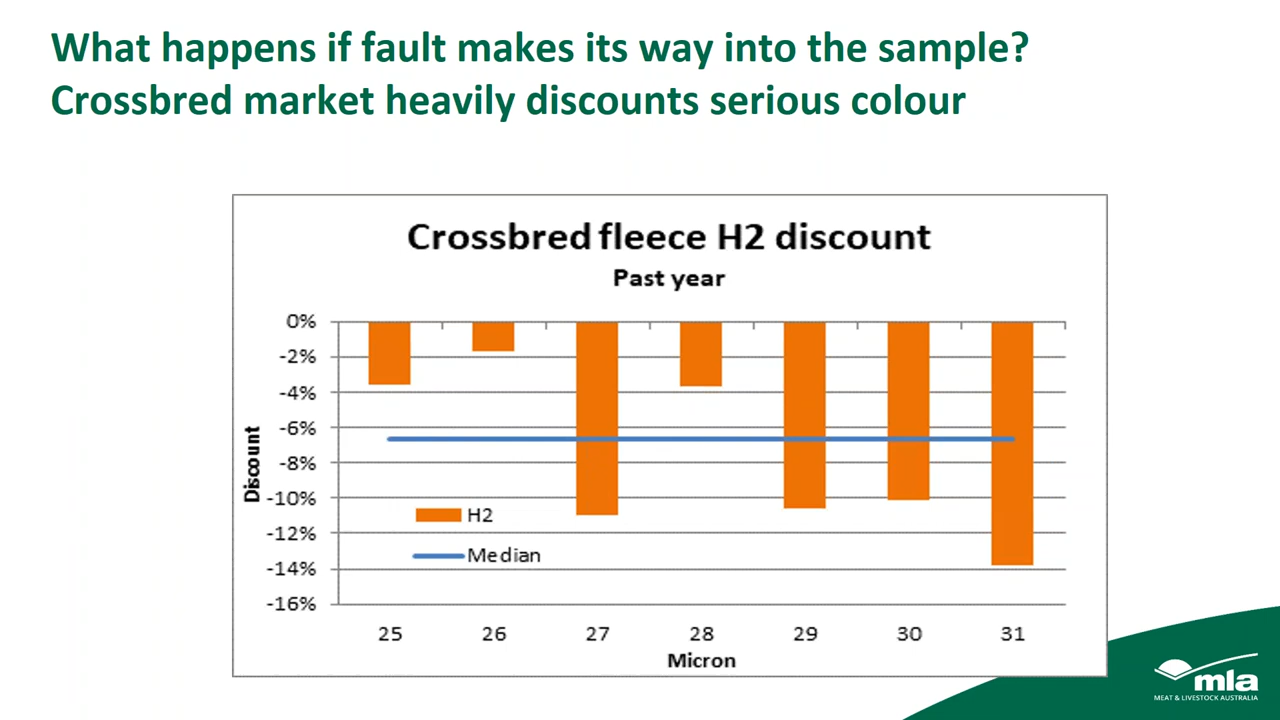 What happens if fault makes its way into the sample?
Crossbred market heavily discounts serious colour
Crossbred fleece H2 discount
Past year
0%
-2%
-4%
-6%
-8%
-10%
-12%
-14%
-16%
Discount
H2
Median
25 26 27 28 29 30 31
Micron
mla
MEAT & LIVESTOCK AUSTRALIA